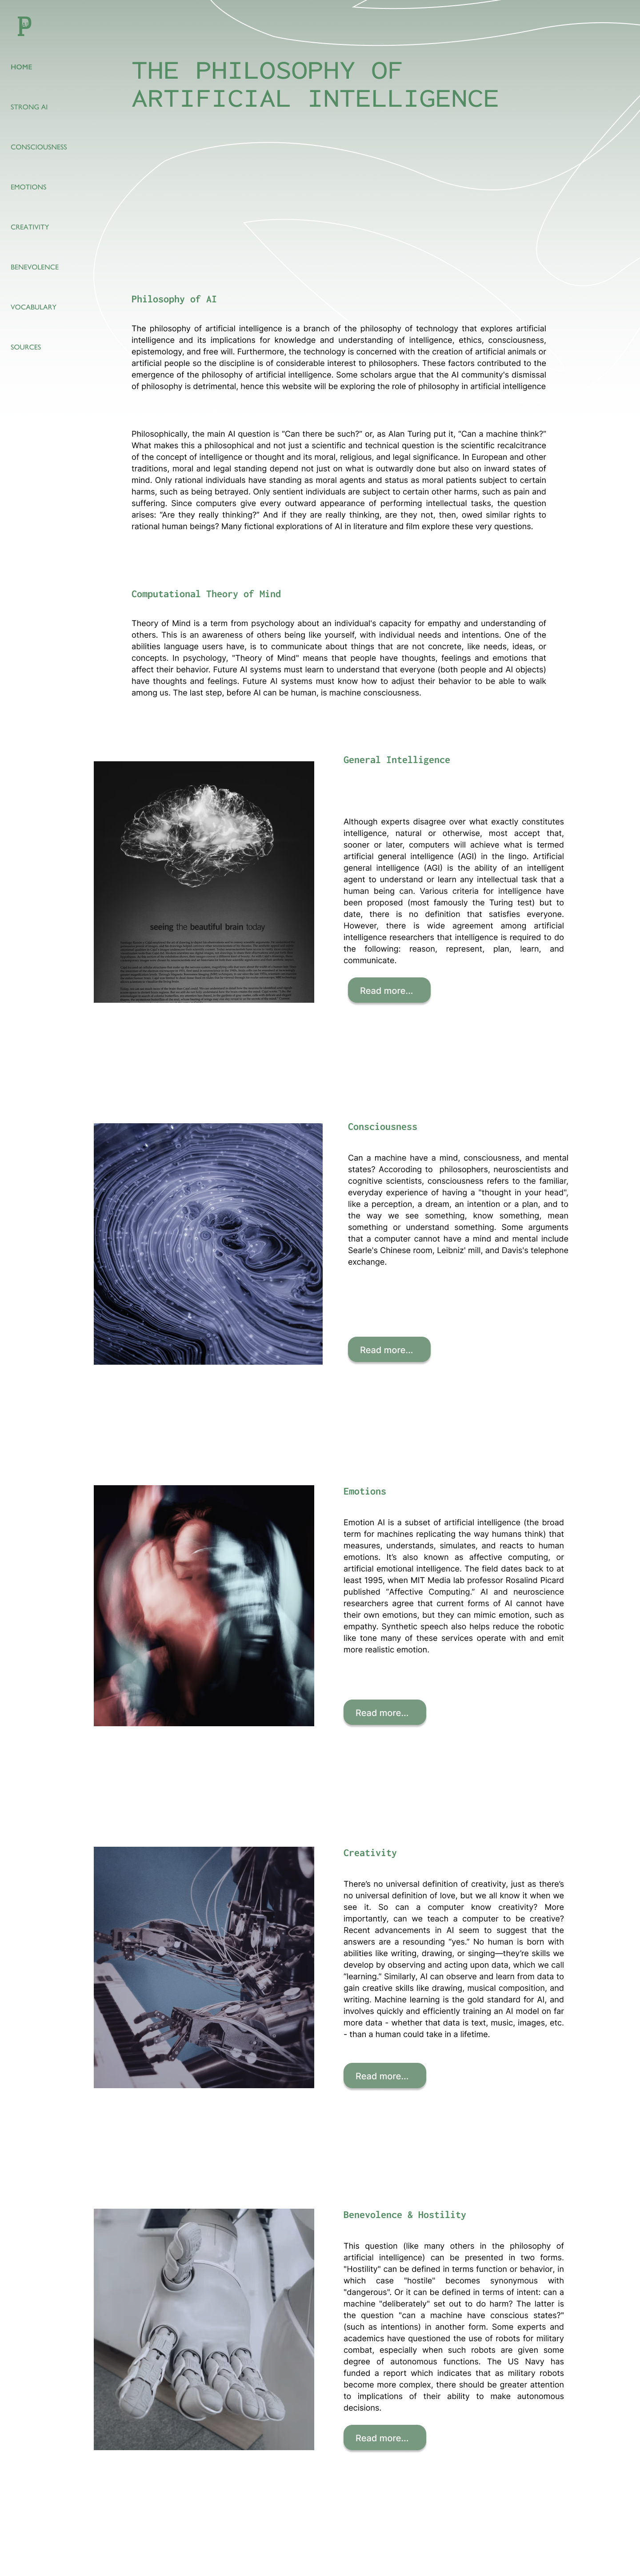 P
HOME
STRONG AI
CONSCIOUSNESS
EMOTIONS
CREATIVITY
BENEVOLENCE
VOCABULARY
SOURCES
THE PHILOSOPHY OF
ARTIFICIAL INTELLIGENCE
Philosophy of AI
The philosophy of artificial intelligence is a branch of the philosophy of technology that explores artificial
intelligence and its implications for knowledge and understanding of intelligence, ethics, consciousness,
epistemology, and free will. Furthermore, the technology is concerned with the creation of artificial animals or
artificial people so the discipline is of considerable interest to philosophers. These factors contributed to the
emergence of the philosophy of artificial intelligence. Some scholars argue that the AI community's dismissal
of philosophy is detrimental, hence this website will be exploring the role of philosophy in artificial intelligence
Philosophically, the main AI question is "Can there be such?" or, as Alan Turing put it, "Can a machine think?"
What makes this a philosophical and not just a scientific and technical question is the scientific recalcitrance
of the concept of intelligence or thought and its moral, religious, and legal significance. In European and other
traditions, moral and legal standing depend not just on what is outwardly done but also on inward states of
mind. Only rational individuals have standing as moral agents and status as moral patients subject to certain
harms, such as being betrayed. Only sentient individuals are subject to certain other harms, such as pain and
suffering. Since computers give every outward appearance of performing intellectual tasks, the question
arises: "Are they really thinking?" And if they are really thinking, are they not, then, owed similar rights to
rational human beings? Many fictional explorations of AI in literature and film explore these very questions.
Computational Theory of Mind
Theory of Mind is a term from psychology about an individual's capacity for empathy and understanding of
others. This is an awareness of others being like yourself, with individual needs and intentions. One of the
abilities language users have, is to communicate about things that are not concrete, like needs, ideas, or
concepts. In psychology, "Theory of Mind" means that people have thoughts, feelings and emotions that
affect their behavior. Future AI systems must learn to understand that everyone (both people and AI objects)
have thoughts and feelings. Future AI systems must know how to adjust their behavior to be able to walk
among us. The last step, before AI can be human, is machine consciousness.
seeing the beautiful brain today
General Intelligence
Although experts disagree over what exactly constitutes
intelligence, natural or otherwise, most accept that,
sooner or later, computers will achieve what is termed
artificial general intelligence (AGI) in the lingo. Artificial
general intelligence (AGI) is the ability of an intelligent
agent to understand or learn any intellectual task that a
human being can. Various criteria for intelligence have
been proposed (most famously the Turing test) but to
date, there is no definition that satisfies everyone.
However, there is wide agreement among artificial
intelligence researchers that intelligence is required to do
the following: reason, represent, plan, learn, and
communicate.
Read more...
Consciousness
Can a machine have a mind, consciousness, and mental
states? According to philosophers, neuroscientists and
cognitive scientists, consciousness refers to the familiar,
everyday experience of having a "thought in your head",
like a perception, a dream, an intention or a plan, and to
the way we see something, know something, mean
something or understand something. Some arguments
that a computer cannot have a mind and mental include
Searle's Chinese room, Leibniz' mill, and Davis's telephone
exchange.
Read more...
Emotions
Emotion AI is a subset of artificial intelligence (the broad
term for machines replicating the way humans think) that
measures, understands, simulates, and reacts to human
emotions. It's also known as affective computing, or
artificial emotional intelligence. The field dates back to at
least 1995, when MIT Media lab professor Rosalind Picard
published "Affective Computing." AI and neuroscience
researchers agree that current forms of AI cannot have
their own emotions, but they can mimic emotion, such as
empathy. Synthetic speech also helps reduce the robotic
like tone many of these services operate with and emit
more realistic emotion.
Read more...
Creativity
There's no universal definition of creativity, just as there's
no universal definition of love, but we all know it when we
see it. So can a computer know creativity? More
importantly, can we teach a computer to be creative?
Recent advancements in AI seem to suggest that the
answers are a resounding "yes." No human is born with
abilities like writing, drawing, or singing—they're skills we
develop by observing and acting upon data, which we call
"learning." Similarly, AI can observe and learn from data to
gain creative skills like drawing, musical composition, and
writing. Machine learning is the gold standard for AI, and
involves quickly and efficiently training an AI model on far
more data - whether that data is text, music, images, etc.
- than a human could take in a lifetime.
Read more...
Benevolence & Hostility
This question (like many others in the philosophy of
artificial intelligence) can be presented in two forms.
"Hostility" can be defined in terms function or behavior, in
which case "hostile" becomes synonymous with
"dangerous". Or it can be defined in terms of intent: can a
machine "deliberately" set out to do harm? The latter is
the question "can a machine have conscious states?"
(such as intentions) in another form. Some experts and
academics have questioned the use of robots for military
combat, especially when such robots are given some
degree of autonomous functions. The US Navy has
funded a report which indicates that as military robots
become more complex, there should be greater attention
to implications of their ability to make autonomous
decisions.
Read more...